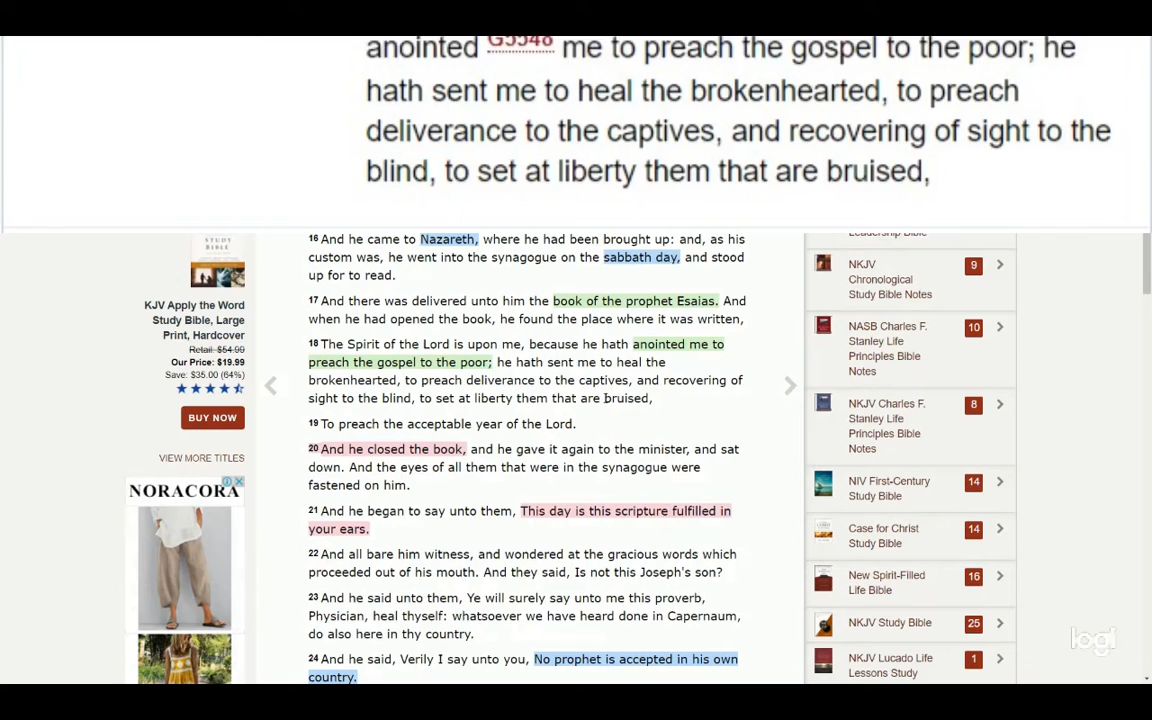 anointed G5548 me to preach the gospel to the poor; he
hath sent me to heal the brokenhearted, to preach
deliverance to the captives, and recovering of sight to the
blind, to set at liberty them that are bruised,
STUDY
BIBLE
KJV Apply the Word
Study Bible, Large
Print, Hardcover
Retail: $54.99
Our Price: $19.99
Save: $35.00 (64%)
BUY NOW
VIEW MORE TITLES
NORACORA
16 And he came to Nazareth, where he had been brought up: and, as his
custom was, he went into the synagogue on the sabbath day, and stood
up for to read.
17 And there was delivered unto him the book of the prophet Esaias. And
when he had opened the book, he found the place where it was written,
18 The Spirit of the Lord is upon me, because he hath anointed me to
preach the gospel to the poor; he hath sent me to heal the
brokenhearted, to preach deliverance to the captives, and recovering of
sight to the blind, to set at liberty them that are bruised,
19 To preach the acceptable year of the Lord.
20 And he closed the book, and he gave it again to the minister, and sat
down. And the eyes of all them that were in the synagogue were
fastened on him.
21 And he began to say unto them, This day is this scripture fulfilled in
your ears.
22 And all bare him witness, and wondered at the gracious words which
proceeded out of his mouth. And they said, Is not this Joseph's son?
23 And he said unto them, Ye will surely say unto me this proverb,
Physician, heal thyself: whatsoever we have heard done in Capernaum,
do also here in thy country.
24 And he said, Verily I say unto you, No prophet is accepted in his own
country.
Leadership Bible
NKJV 9
Chronological
Study Bible Notes
NASB Charles F. 10
Stanley Life
Principles Bible
Notes
NKJV Charles F. 8
Stanley Life
Principles Bible
Notes
NIV First-Century 14
Study Bible
Case for Christ 14
Study Bible
New Spirit-Filled 16
Life Bible
NKJV Study Bible 25
NKJV Lucado Life 1
Lessons Study
logi